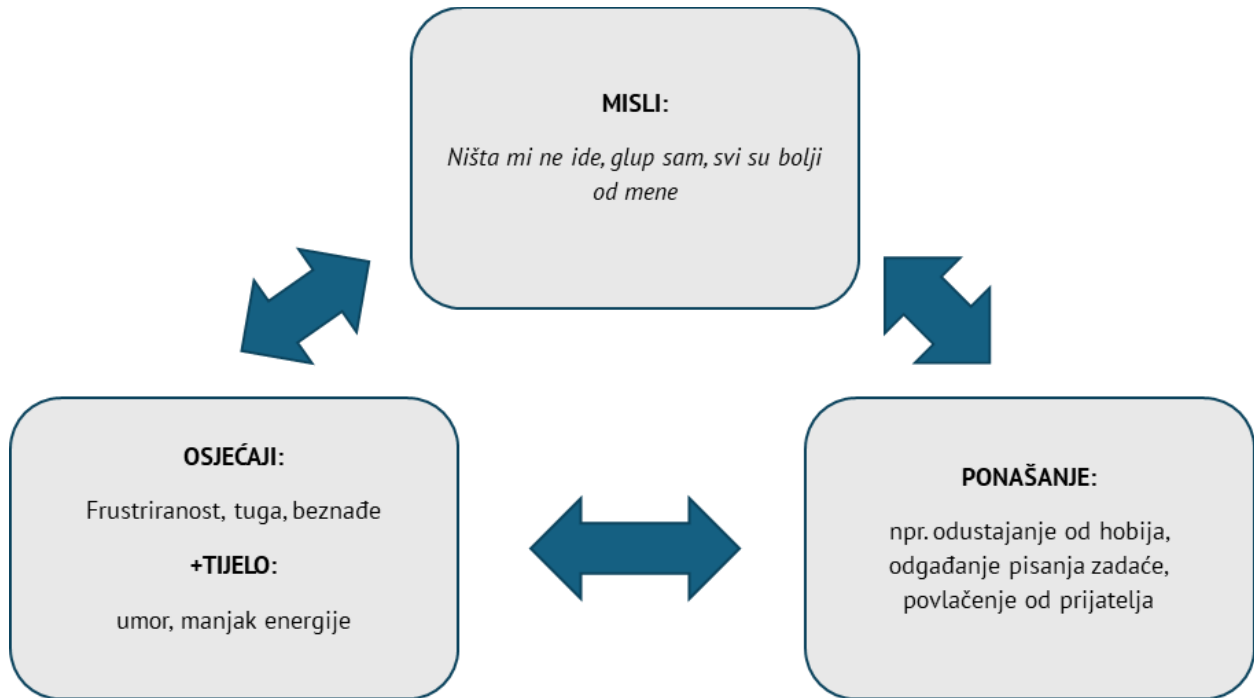 MISLI:
Ništa mi ne ide, glup sam, svi su bolji
od mene
OSJEĆAJI:
Frustriranost, tuga, beznađe
+TIJELO:
umor, manjak energije
PONAŠANJE:
npr. odustajanje od hobija,
odgađanje pisanja zadaće,
povlačenje od prijatelja